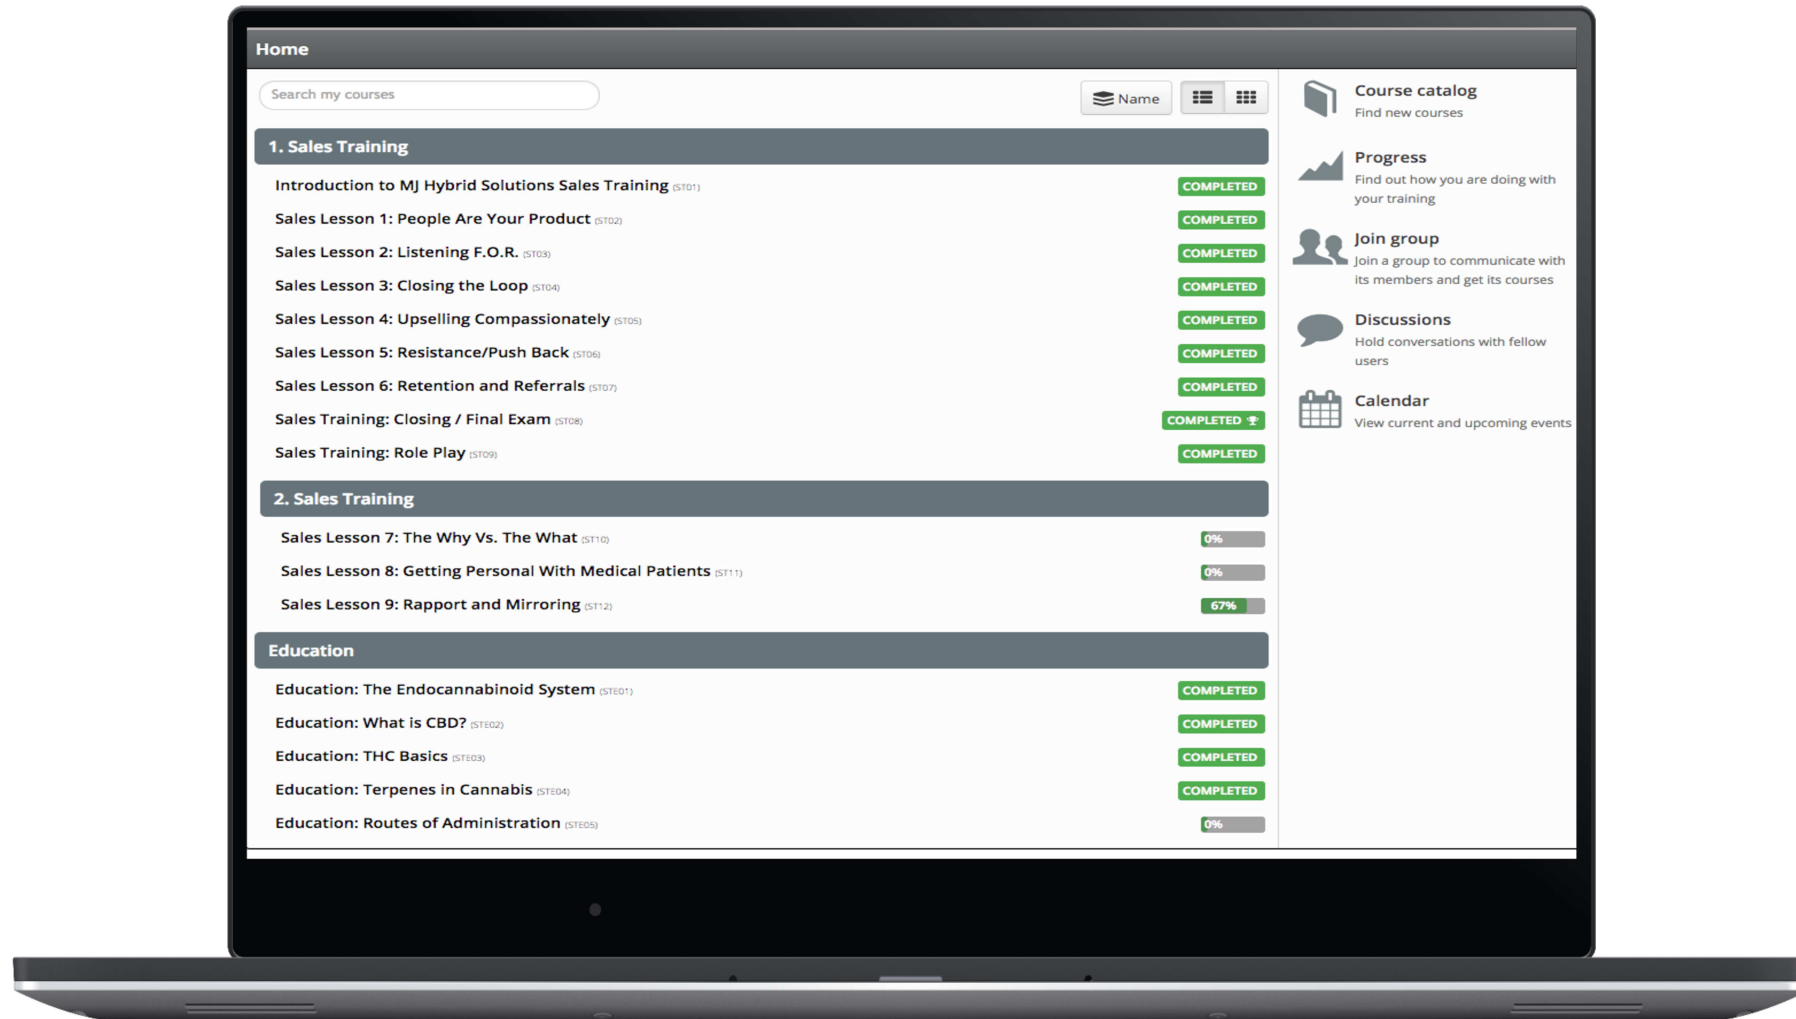 Home
Search my courses
Name
1. Sales Training
Introduction to MJ Hybrid Solutions Sales Training (ST01) COMPLETED
Sales Lesson 1: People Are Your Product (ST02) COMPLETED
Sales Lesson 2: Listening F.O.R. (ST03) COMPLETED
Sales Lesson 3: Closing the Loop (ST04) COMPLETED
Sales Lesson 4: Upselling Compassionately (ST05) COMPLETED
Sales Lesson 5: Resistance/Push Back (ST06) COMPLETED
Sales Lesson 6: Retention and Referrals (ST07) COMPLETED
Sales Training: Closing / Final Exam (ST08) COMPLETED
Sales Training: Role Play (ST09) COMPLETED
2. Sales Training
Sales Lesson 7: The Why Vs. The What (ST10) 0%
Sales Lesson 8: Getting Personal With Medical Patients (ST11) 0%
Sales Lesson 9: Rapport and Mirroring (ST12) 67%
Education
Education: The Endocannabinoid System (STE01) COMPLETED
Education: What is CBD? (STE02) COMPLETED
Education: THC Basics (STE03) COMPLETED
Education: Terpenes in Cannabis (STE04) COMPLETED
Education: Routes of Administration (STE05) 0%
Course catalog
Find new courses
Progress
Find out how you are doing with
your training
Join group
Join a group to communicate with
its members and get its courses
Discussions
Hold conversations with fellow
users
Calendar
View current and upcoming events